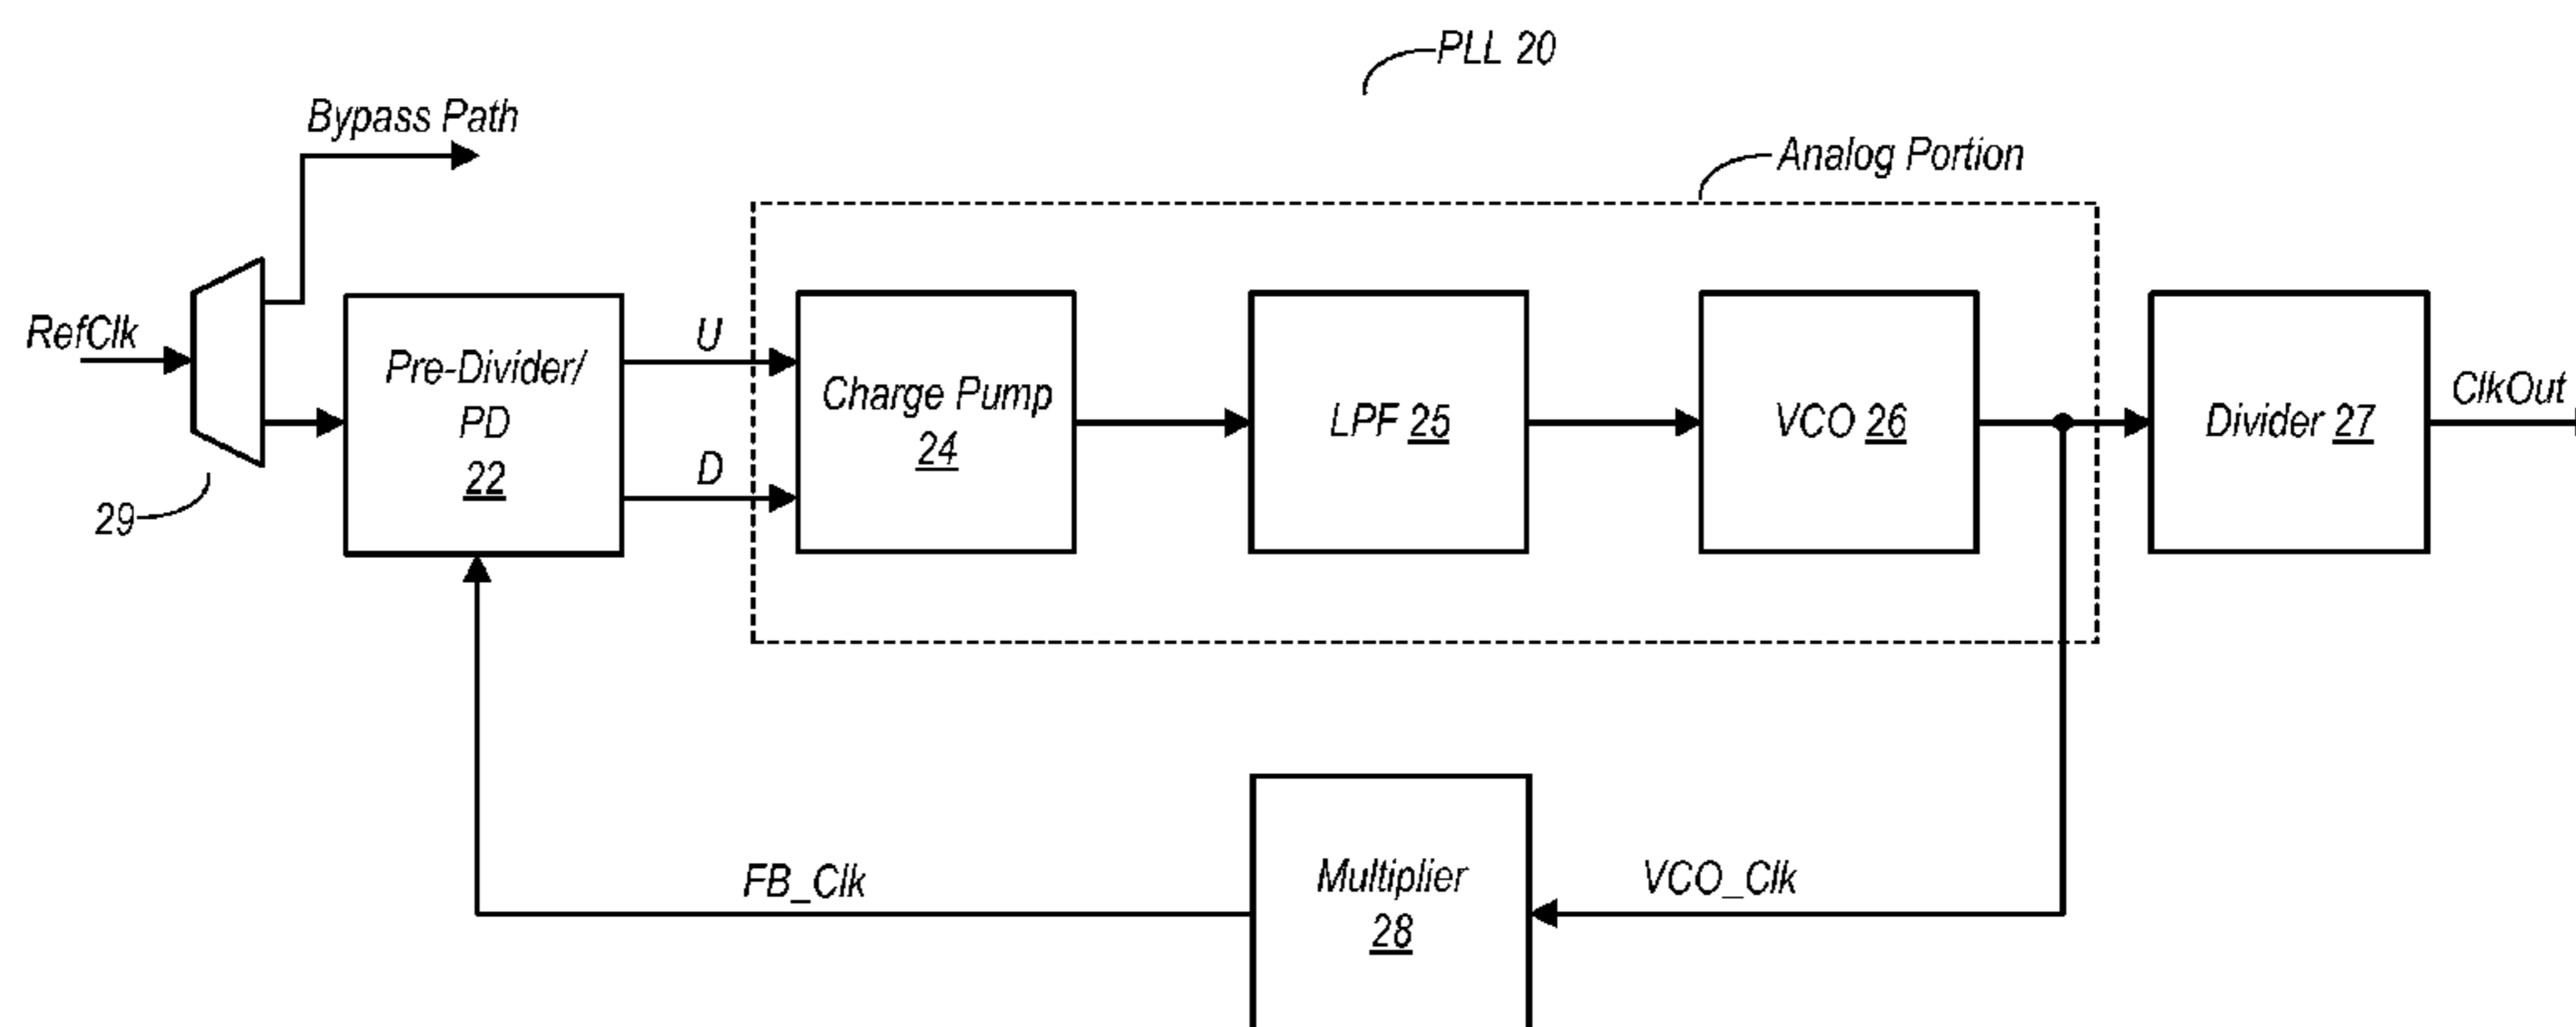 PLL 20
Bypass Path
Analog Portion
RefClk
29
Pre-Divider/
PD
22
U
D
Charge Pump
24
LPF 25
VCO 26
Divider 27
ClkOut
FB_Clk
Multiplier
28
VCO_Clk